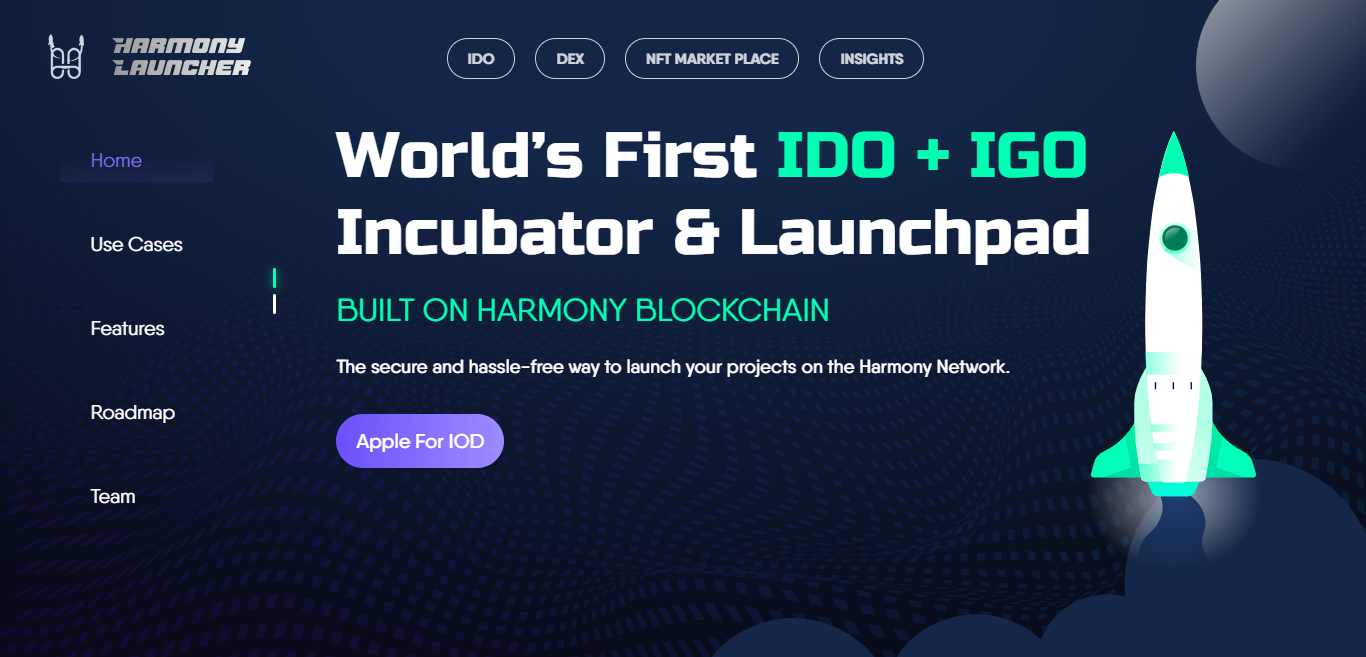 HARMONY
LAUNCHER
IDO
DEX
NFT MARKET PLACE
INSIGHTS
Home
Use Cases
Features
Roadmap
Team
World’s First IDO + IGO
Incubator & Launchpad
BUILT ON HARMONY BLOCKCHAIN
The secure and hassle-free way to launch your projects on the Harmony Network.
Apple For IOD